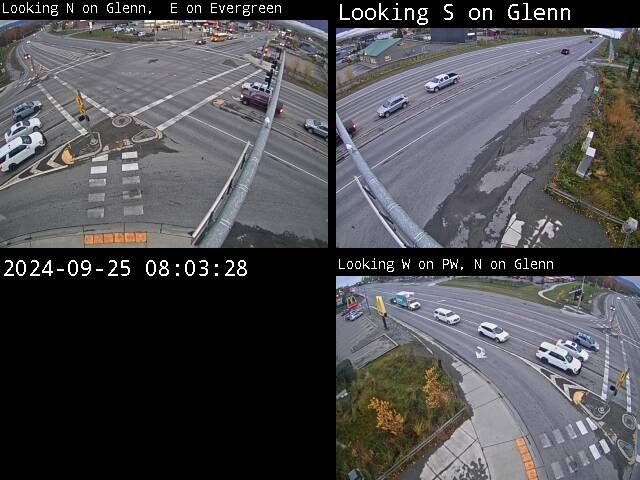 Looking N on Glenn,  E on Evergreen
Looking S on Glenn
2024-09-25 08:03:28
Looking W on PW, N on Glenn